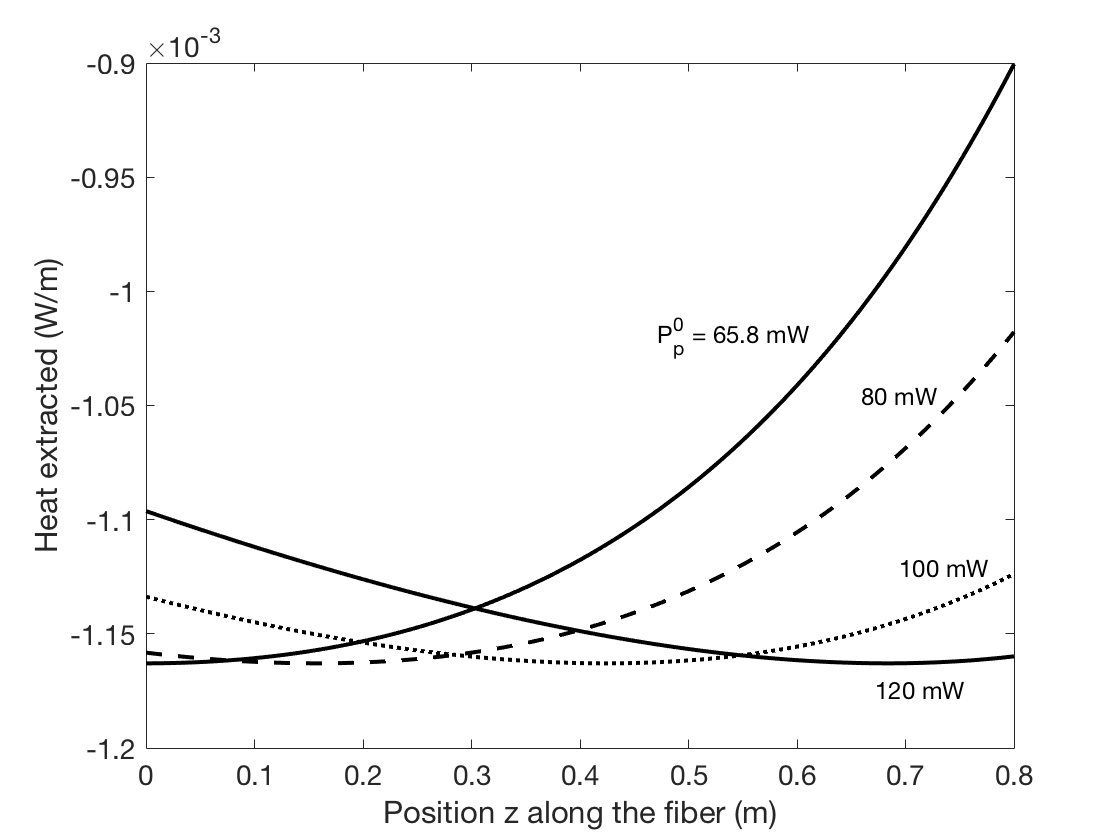 ×10⁻³
-0.9
-0.95
-1
-1.05
-1.1
-1.15
-1.2
Heat extracted (W/m)
P⁰ₚ = 65.8 mW
80 mW
100 mW
120 mW
0 0.1 0.2 0.3 0.4 0.5 0.6 0.7 0.8
Position z along the fiber (m)